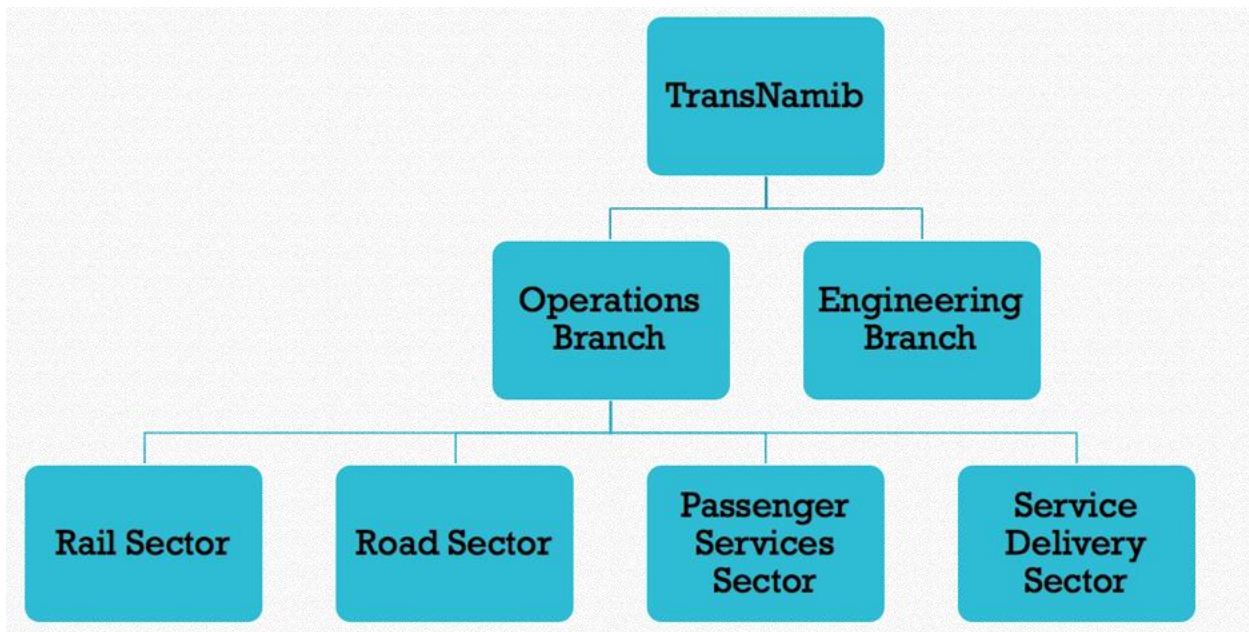 TransNamib
Operations
Branch
Engineering
Branch
Rail Sector
Road Sector
Passenger
Services
Sector
Service
Delivery
Sector